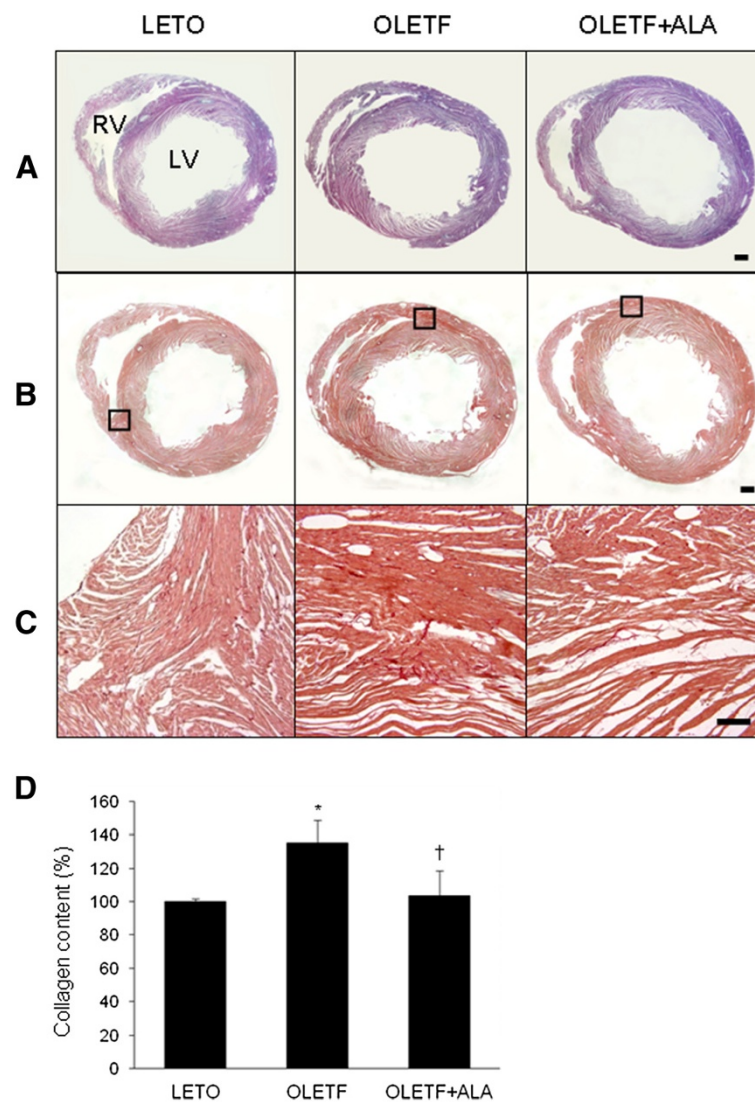 LETO OLETF OLETF+ALA
A
RV
LV
B
C
D
160
140
120
100
80
60
40
20
0
Collagen content (%)
*
†
LETO OLETF OLETF+ALA